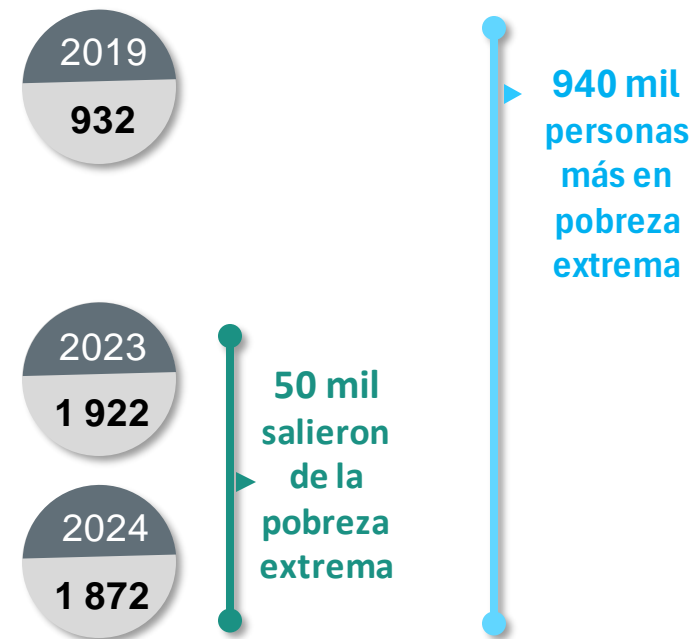 2019
932
940 mil
personas
más en
pobreza
extrema
2023
1 922
50 mil
salieron
de la
pobreza
extrema
2024
1 872